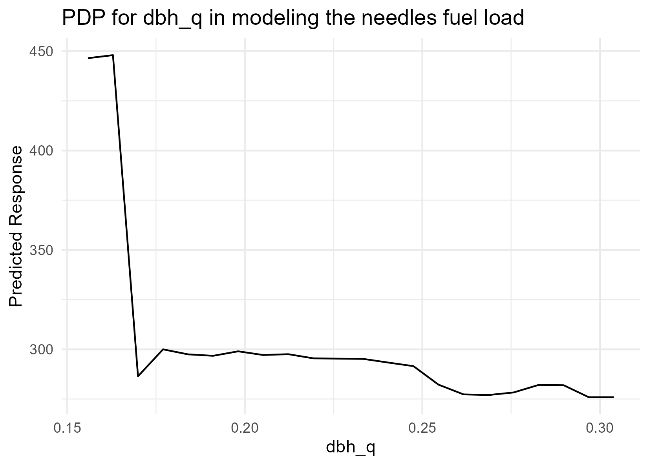 PDP for dbh_q in modeling the needles fuel load
450
400
350
300
Predicted Response
0.15
0.20
0.25
0.30
dbh_q